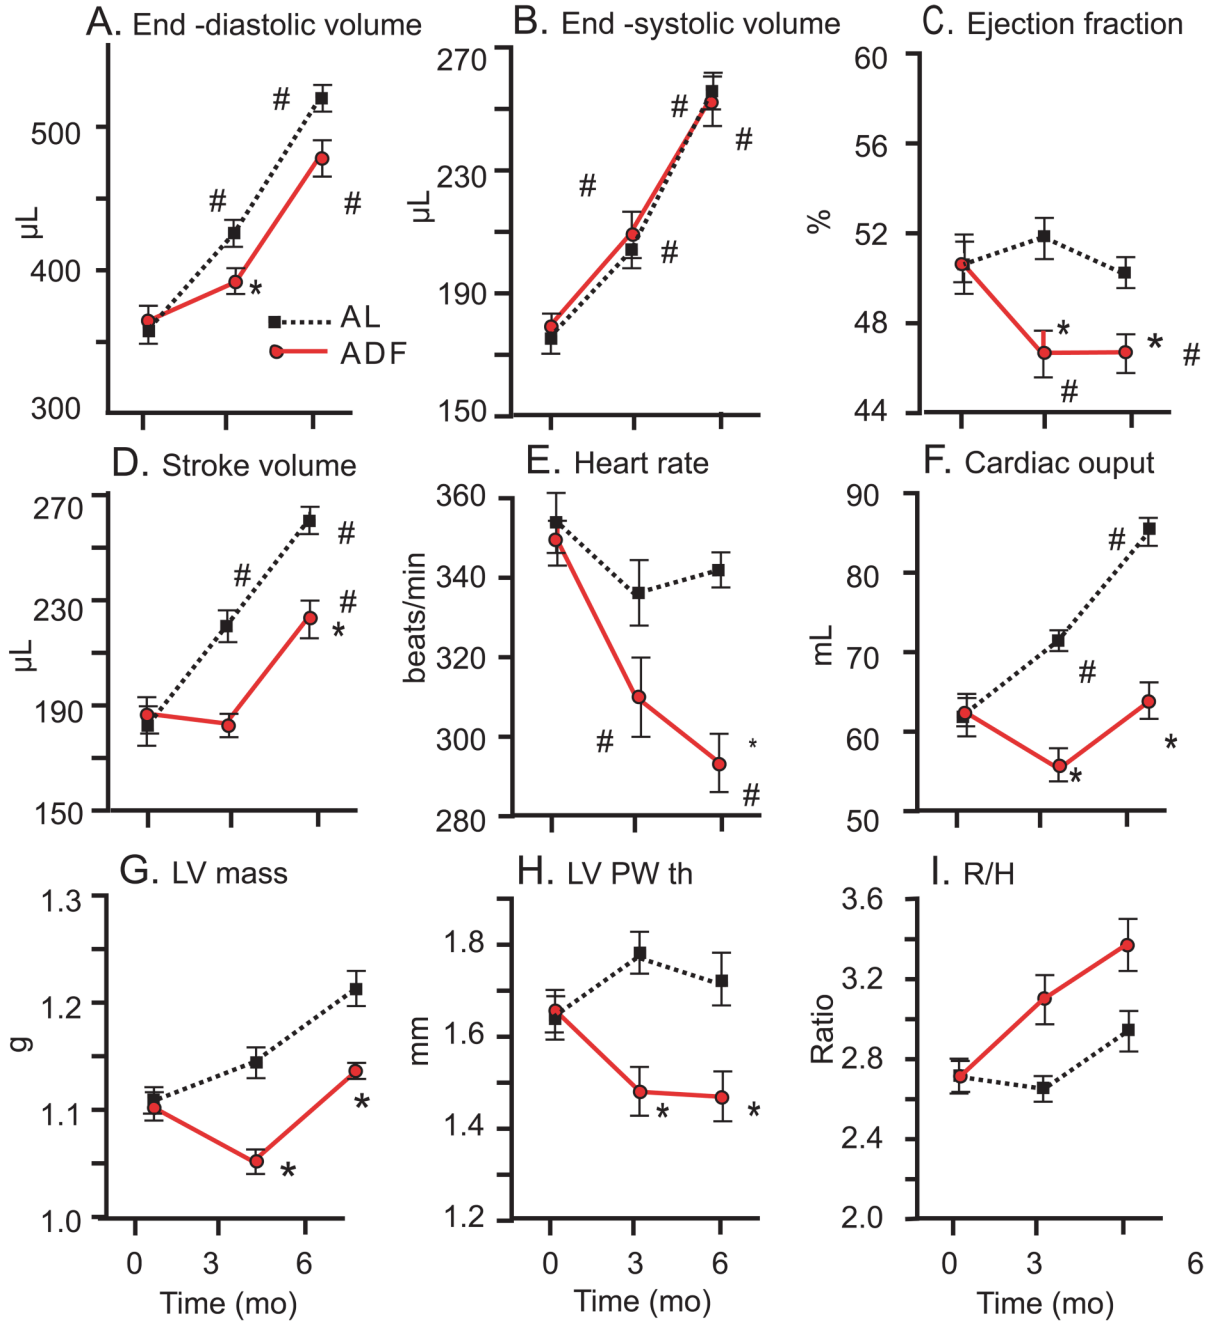 A. End -diastolic volume
500
400
300
µL
#
#
#
*
AL
ADF
B. End -systolic volume
270
230
190
150
µL
#
#
#
#
C. Ejection fraction
60
56
52
48
44
%
*
#
*
#
D. Stroke volume
270
230
190
150
µL
#
#
#
*
E. Heart rate
360
340
320
300
280
beats/min
#
*
#
F. Cardiac ouput
90
80
70
60
50
mL
#
#
*
*
G. LV mass
1.3
1.2
1.1
1.0
g
*
*
0 3 6
Time (mo)
H. LV PW th
1.8
1.6
1.4
1.2
mm
*
*
0 3 6
Time (mo)
I. R/H
3.6
3.2
2.8
2.4
2.0
Ratio
0 3 6
Time (mo)